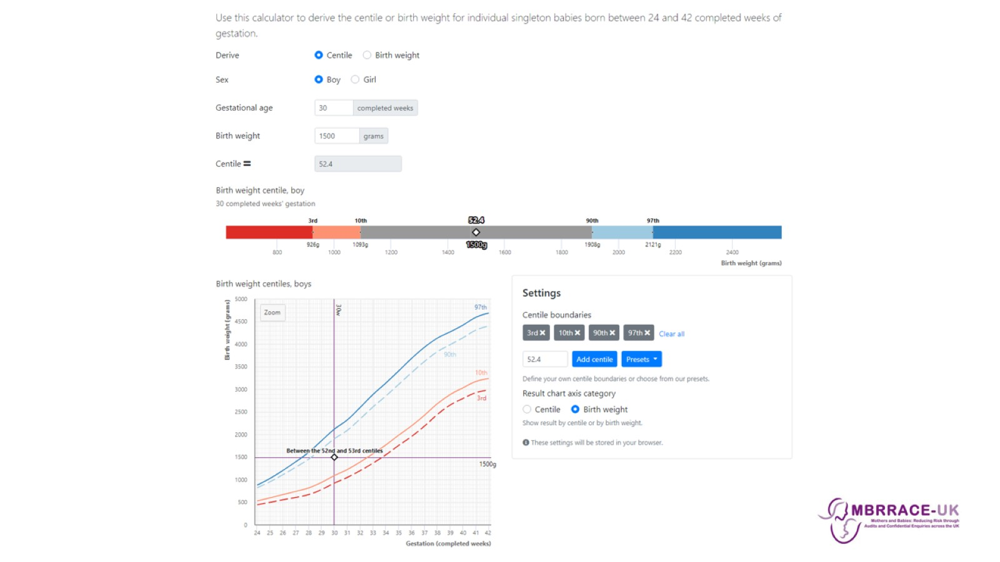 Use this calculator to derive the centile or birth weight for individual singleton babies born between 24 and 42 completed weeks of
gestation.
Derive
Centile
Birth weight
Sex
Boy
Girl
Gestational age
30
completed weeks
Birth weight
1500
grams
Centile =
52.4
Birth weight centile, boy
30 completed weeks' gestation
3rd 10th 52.4 90th 97th
926g 1093g 1500g 1908g 2121g
800 1000 1200 1400 1600 1800 2000 2200 2400
Birth weight (grams)
Birth weight centiles, boys
Birth weight (grams)
5000
4500
4000
3500
3000
2500
2000
1500
1000
500
0
Zoom
30w
97th
90th
10th
3rd
Between the 52nd and 53rd centiles
1500g
24 25 26 27 28 29 30 31 32 33 34 35 36 37 38 39 40 41 42
Gestation (completed weeks)
Settings
Centile boundaries
3rd ✖ 10th ✖ 90th ✖ 97th ✖ Clear all
52.4 Add centile Presets
Define your own centile boundaries or choose from our presets.
Result chart axis category
Centile
Birth weight
Show result by centile or by birth weight.
These settings will be stored in your browser.
MBRRACE-UK
Mothers and Babies: Reducing Risk through
Audits and Confidential Enquiries across the UK